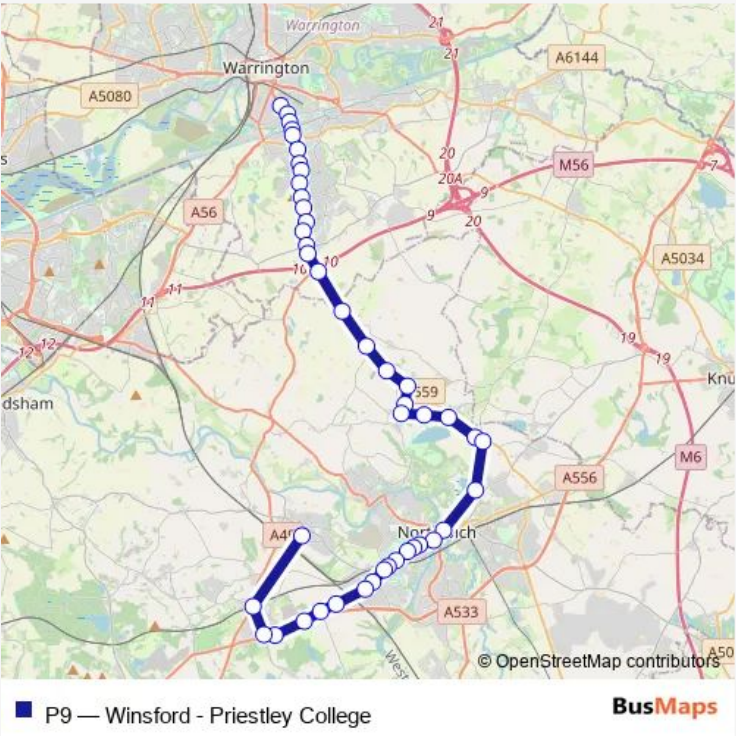 21
Warrington
21
A6144
Warrington
A5080
s
20
M56
7
20A
9
A56
9
20
A5034
10
10
11
11
19
12
12
19
Knu
559
dsham
M6
A556
A49
Northwich
A533
West
A50
© OpenStreetMap contributors
P9 — Winsford - Priestley College
BusMaps